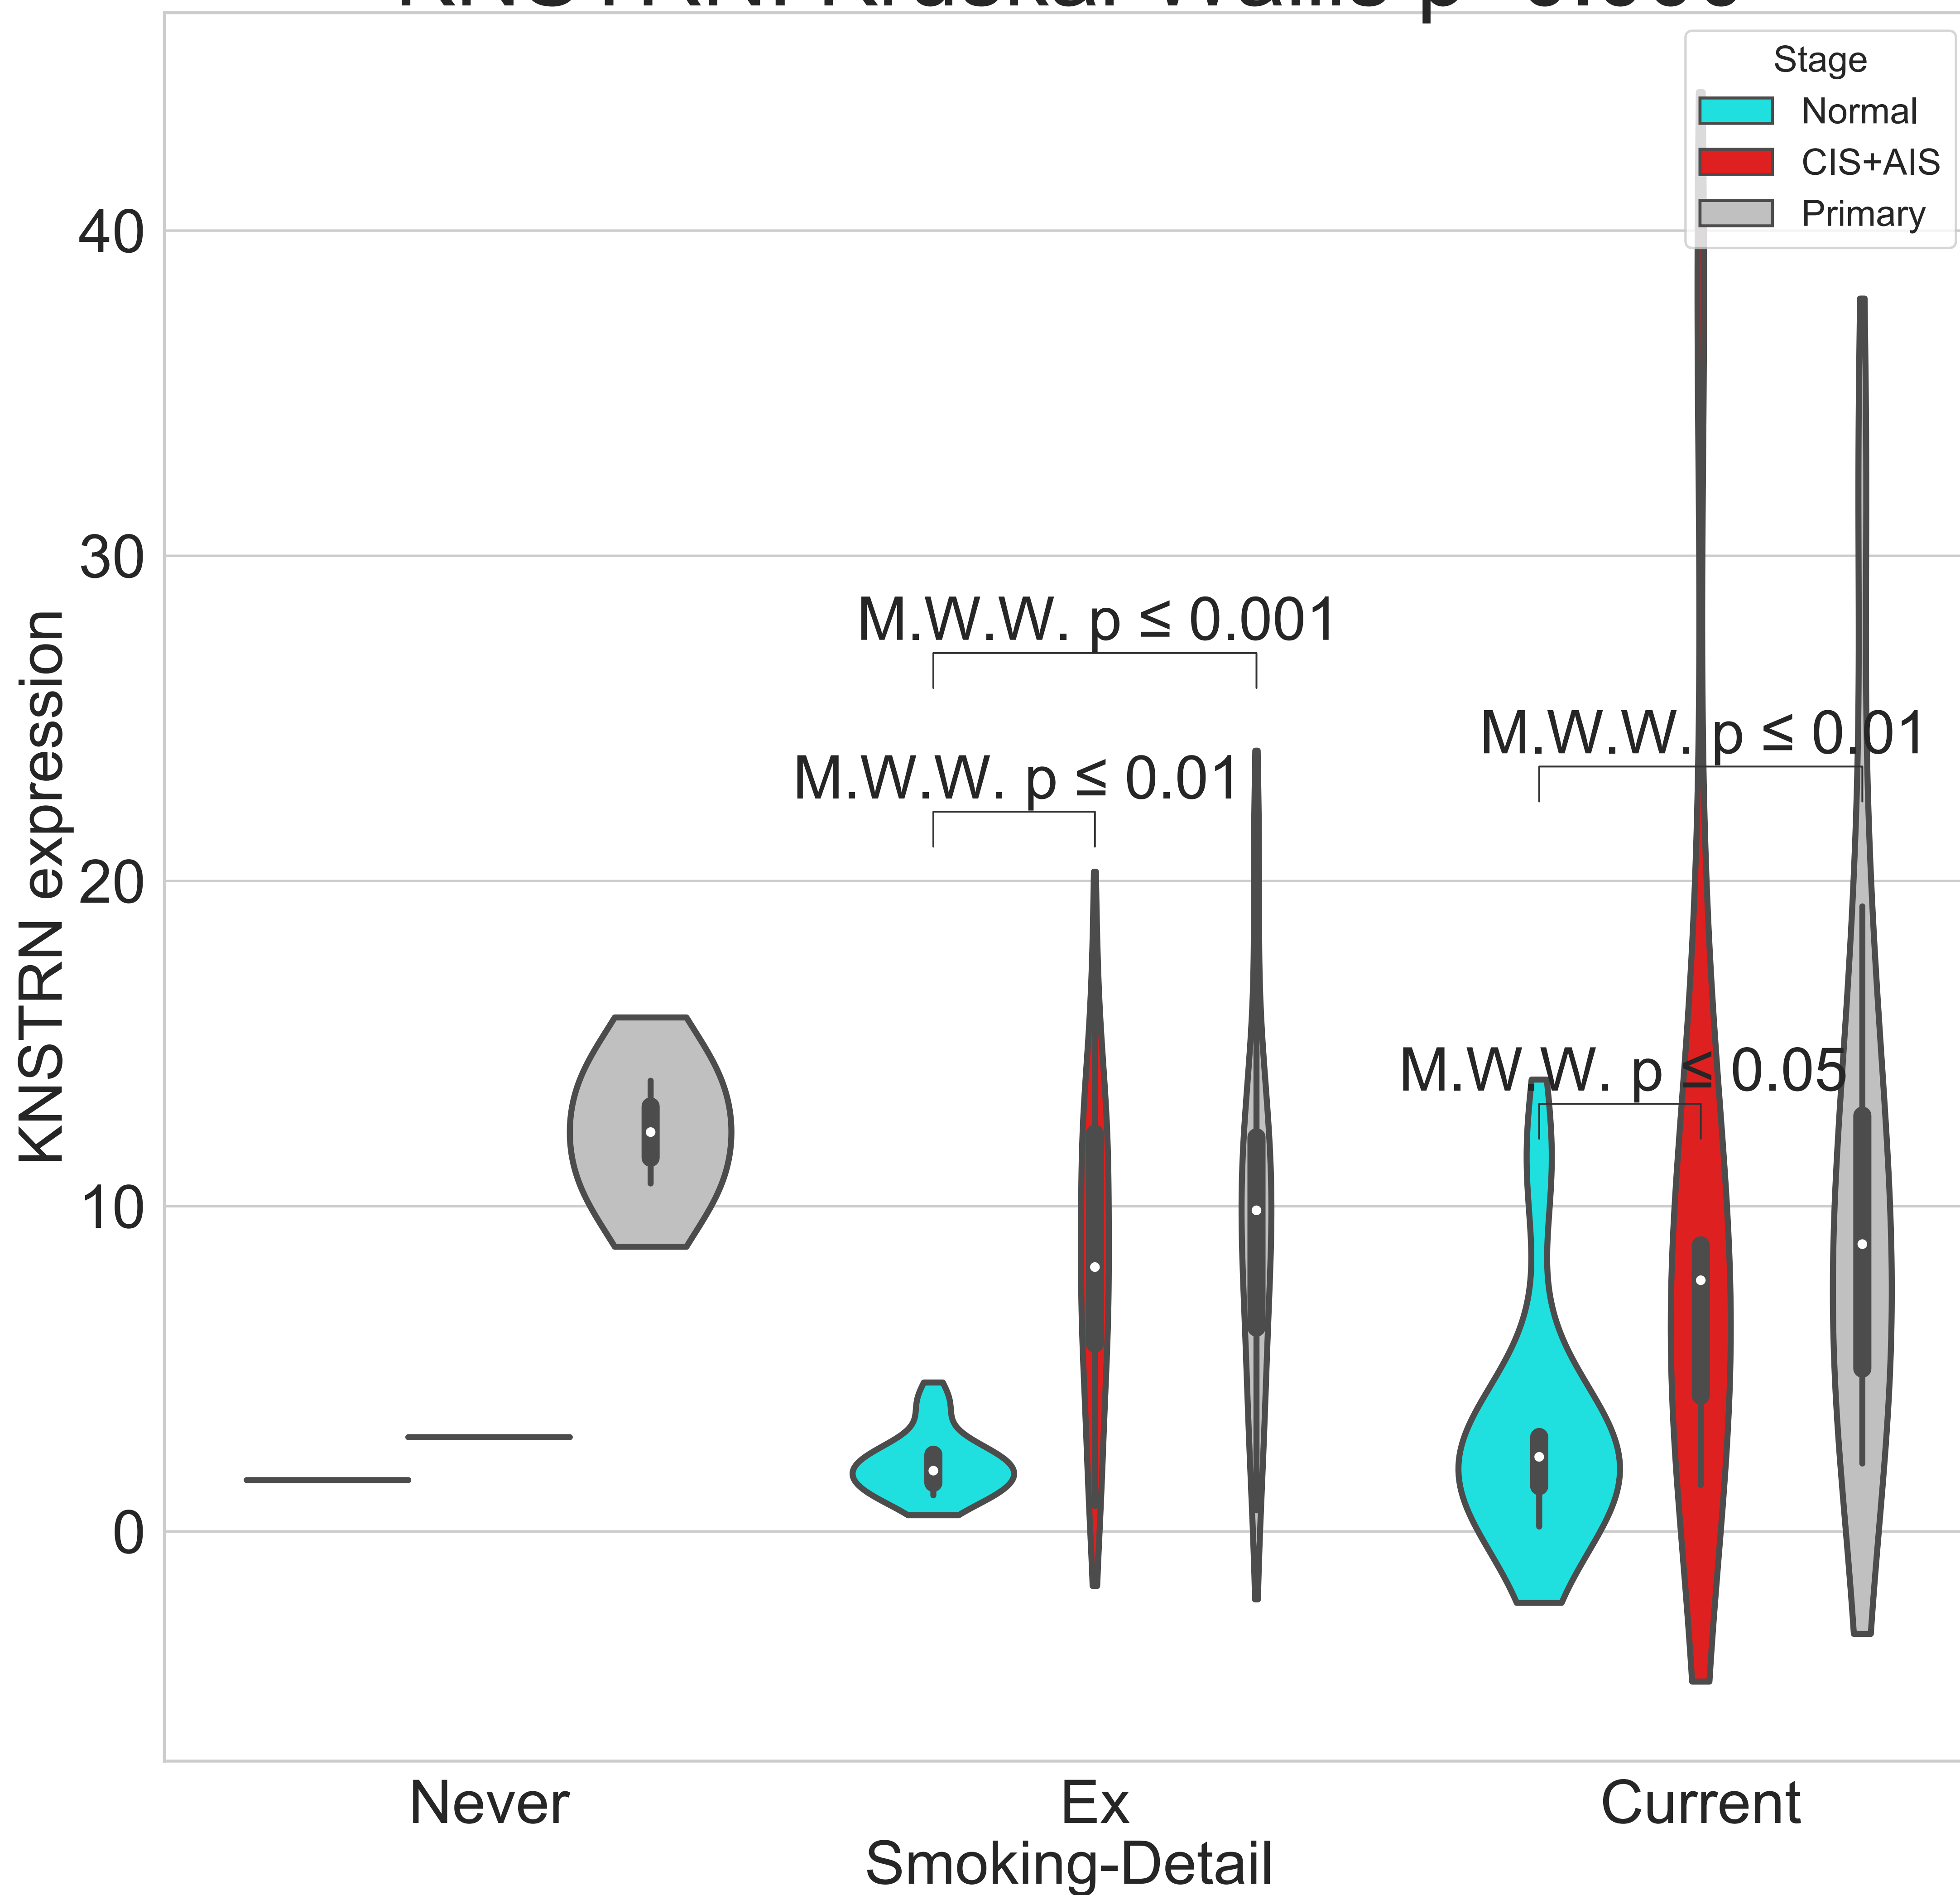 Stage
Normal
CIS+AIS
Primary
40
30
20
10
0
KNSTRN expression
M.W.W. p ≤ 0.001
M.W.W. p ≤ 0.01
M.W.W. p ≤ 0.01
M.W.W. p ≤ 0.05
Never
Ex
Current
Smoking-Detail